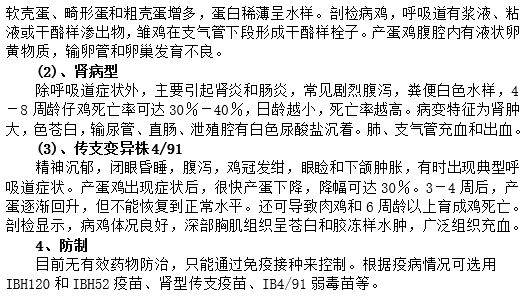 软壳蛋、畸形蛋和粗壳蛋增多，蛋白稀薄呈水样。剖检病鸡，呼吸道有浆液、粘
液或干酪样渗出物，雏鸡在支气管下段形成干酪样栓子。产蛋鸡腹腔内有液状卵
黄物质，输卵管和卵巢发育不良。
(2)、肾病型
除呼吸道症状外，主要引起肾炎和肠炎，常见剧烈腹泻，粪便白色水样，4
－8 周龄仔鸡死亡率可达 30％－40％，日龄越小，死亡率越高。病变特征为肾肿
大，色苍白，输尿管、直肠、泄殖腔有白色尿酸盐沉着。肺、支气管充血和出血。
(3)、传支变异株 4/91
精神沉郁，闭眼昏睡，腹泻，鸡冠发绀，眼睑和下颌肿胀，有时出现典型呼
吸道症状。产蛋鸡出现症状后，很快产蛋下降，降幅可达 30％。3－4 周后，产
蛋逐渐回升，但不能恢复到正常水平。还可导致肉鸡和 6 周龄以上育成鸡死亡。
剖检显示，病鸡体况良好，深部胸肌组织呈苍白和胶冻样水肿，广泛组织充血。
4、防制
目前无有效药物防治，只能通过免疫接种来控制。根据疫病情况可选用
IBH120 和 IBH52 疫苗、肾型传支疫苗、IB4/91 弱毒苗等。